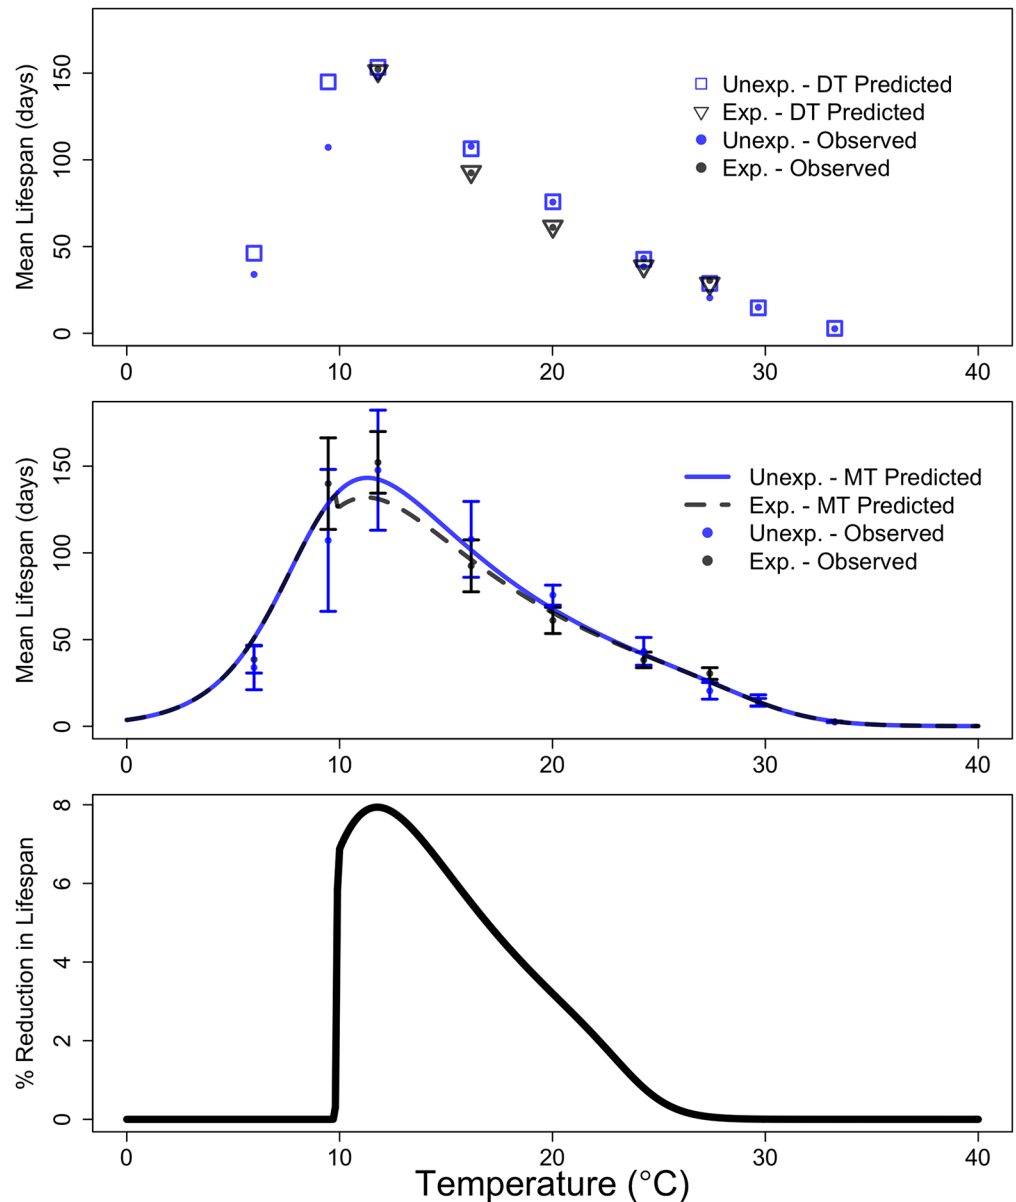 Mean Lifespan (days)
150
100
50
0
Unexp. - DT Predicted
Exp. - DT Predicted
Unexp. - Observed
Exp. - Observed
0 10 20 30 40
Mean Lifespan (days)
150
100
50
0
Unexp. - MT Predicted
Exp. - MT Predicted
Unexp. - Observed
Exp. - Observed
0 10 20 30 40
% Reduction in Lifespan
8
6
4
2
0
0 10 20 30 40
Temperature (°C)